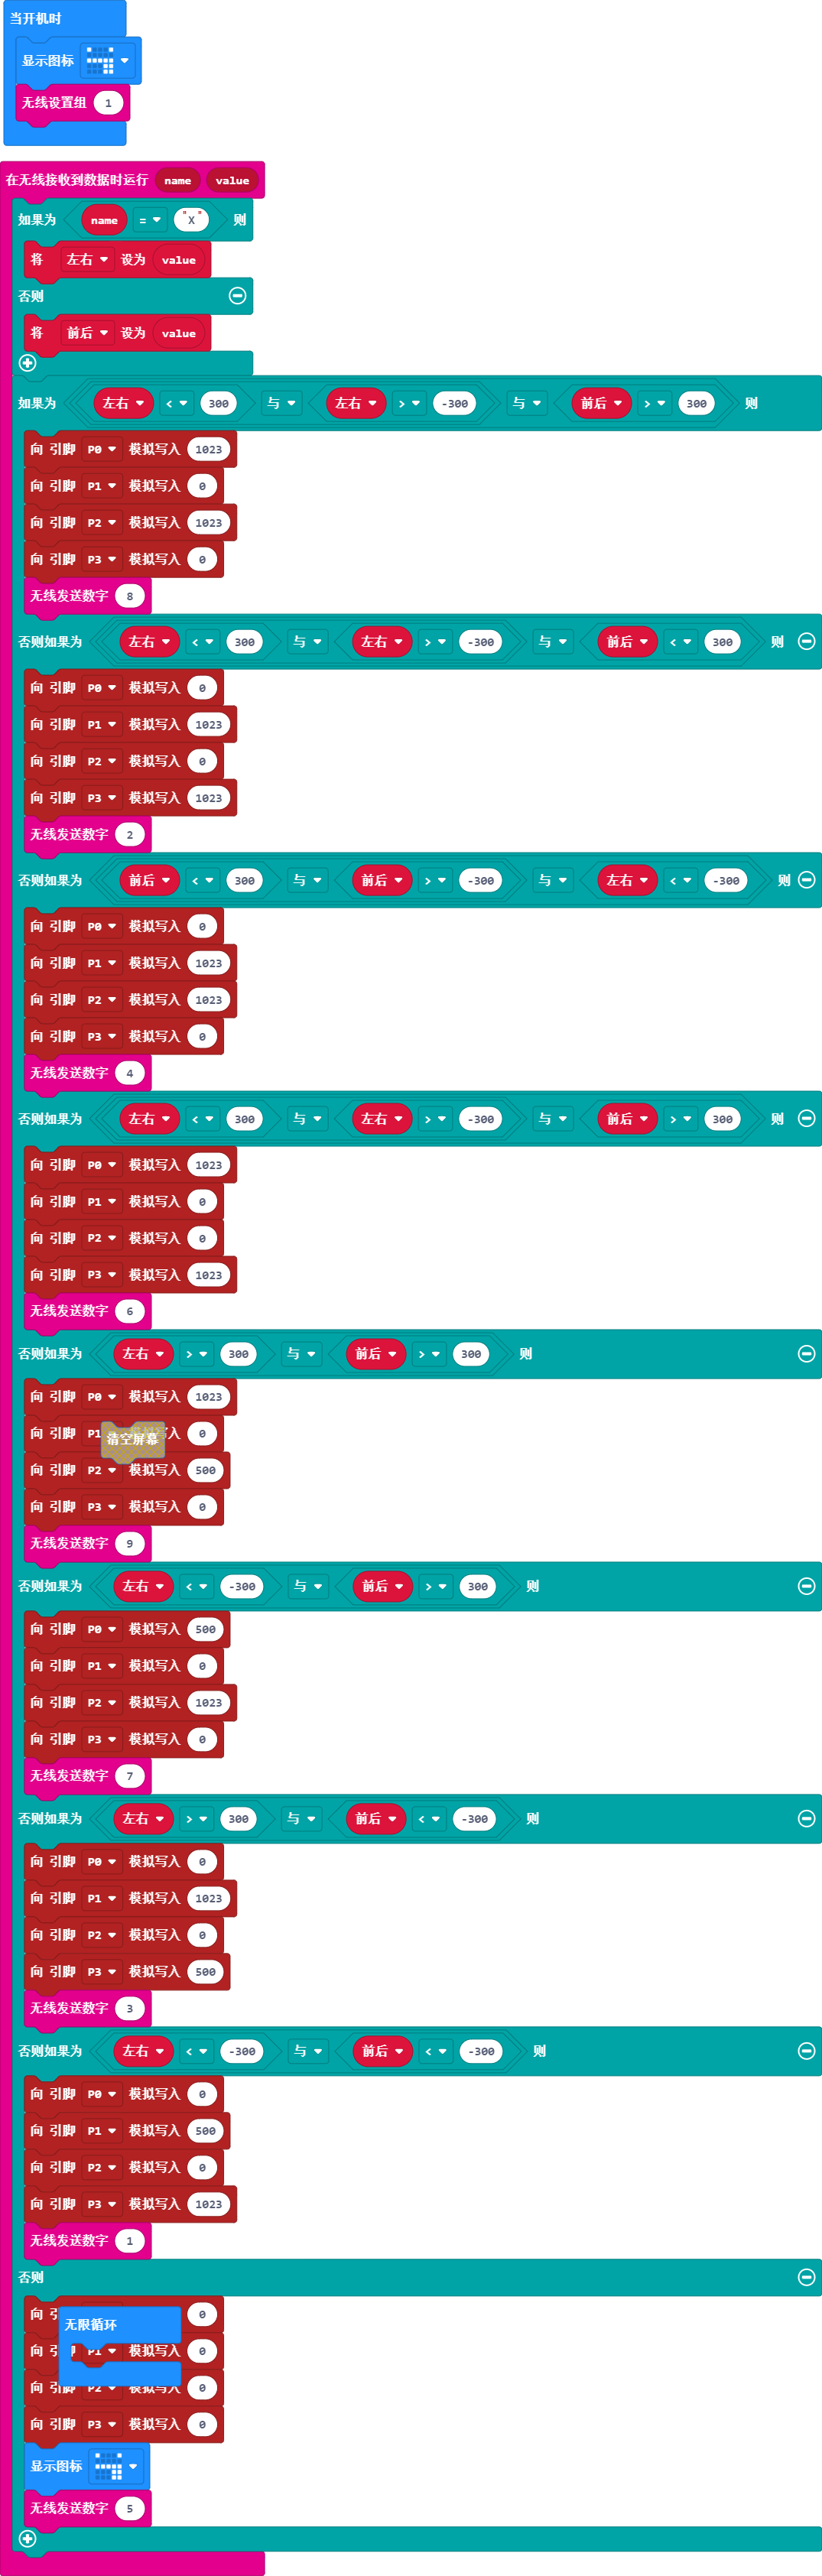 当开机时
显示图标
无线设置组 1
在无线接收到数据时运行 name value
如果为 name = "X" 则
将 左右 设为 value
否则
将 前后 设为 value
如果为 左右 < 300 与 左右 > -300 与 前后 > 300 则
向 引脚 P0 模拟写入 1023
向 引脚 P1 模拟写入 0
向 引脚 P2 模拟写入 1023
向 引脚 P3 模拟写入 0
无线发送数字 8
否则如果为 左右 < 300 与 左右 > -300 与 前后 < 300 则
向 引脚 P0 模拟写入 0
向 引脚 P1 模拟写入 1023
向 引脚 P2 模拟写入 0
向 引脚 P3 模拟写入 1023
无线发送数字 2
否则如果为 前后 < 300 与 前后 > -300 与 左右 < -300 则
向 引脚 P0 模拟写入 0
向 引脚 P1 模拟写入 1023
向 引脚 P2 模拟写入 1023
向 引脚 P3 模拟写入 0
无线发送数字 4
否则如果为 左右 < 300 与 左右 > -300 与 前后 > 300 则
向 引脚 P0 模拟写入 1023
向 引脚 P1 模拟写入 0
向 引脚 P2 模拟写入 0
向 引脚 P3 模拟写入 1023
无线发送数字 6
否则如果为 左右 > 300 与 前后 > 300 则
向 引脚 P0 模拟写入 1023
向 引脚 P1 写入 0
清空屏幕
向 引脚 P2 模拟写入 500
向 引脚 P3 模拟写入 0
无线发送数字 9
否则如果为 左右 < -300 与 前后 > 300 则
向 引脚 P0 模拟写入 500
向 引脚 P1 模拟写入 0
向 引脚 P2 模拟写入 1023
向 引脚 P3 模拟写入 0
无线发送数字 7
否则如果为 左右 > 300 与 前后 < -300 则
向 引脚 P0 模拟写入 0
向 引脚 P1 模拟写入 1023
向 引脚 P2 模拟写入 0
向 引脚 P3 模拟写入 500
无线发送数字 3
否则如果为 左右 < -300 与 前后 < -300 则
向 引脚 P0 模拟写入 0
向 引脚 P1 模拟写入 500
向 引脚 P2 模拟写入 0
向 引脚 P3 模拟写入 1023
无线发送数字 1
否则
向 引 0
无限循环
向 引 P1 模拟写入 0
向 引脚 P2 模拟写入 0
向 引脚 P3 模拟写入 0
显示图标
无线发送数字 5